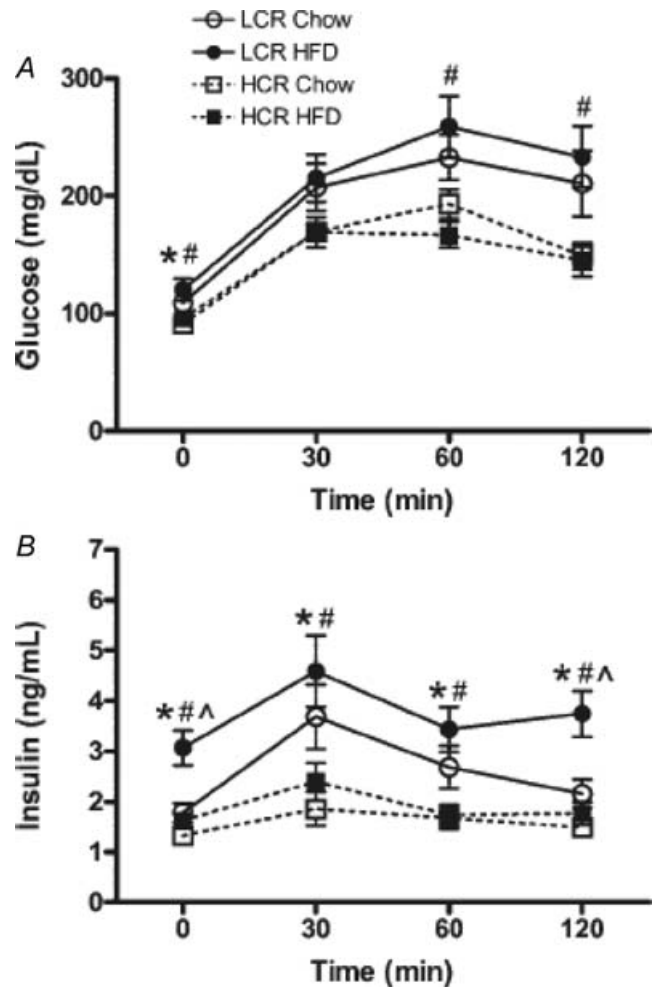 LCR Chow
LCR HFD
HCR Chow
HCR HFD
A
300
200
100
0
Glucose (mg/dL)
*#
#
#
0 30 60 120
Time (min)
B
7
6
5
4
3
2
1
0
Insulin (ng/mL)
*#^
*#
*#
*#^
0 30 60 120
Time (min)